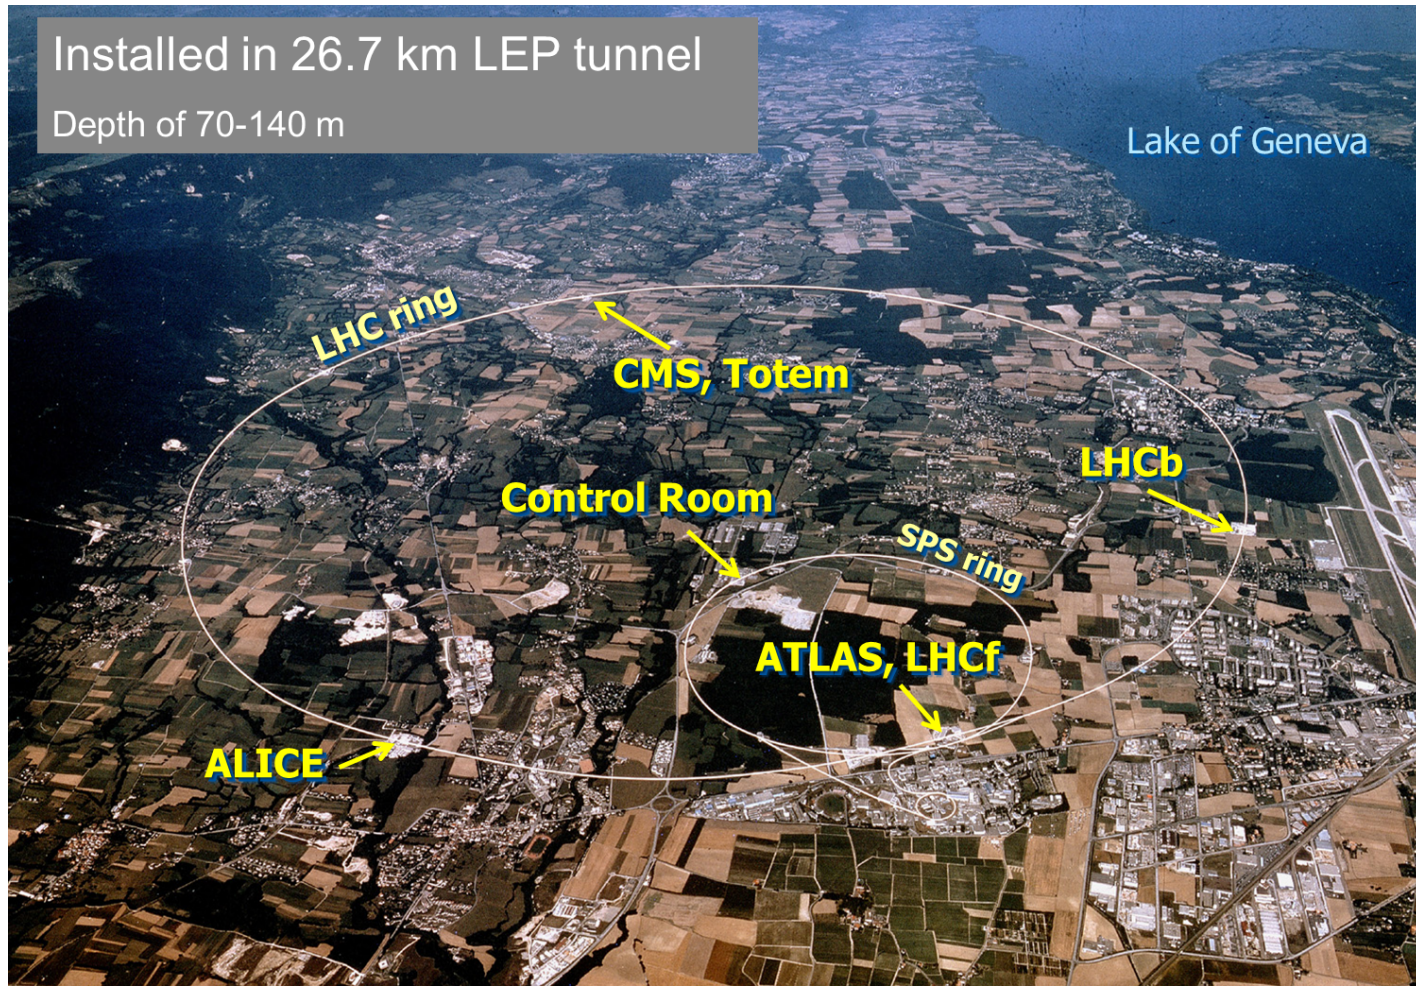 Installed in 26.7 km LEP tunnel
Depth of 70-140 m
Lake of Geneva
LHC ring
CMS, Totem
LHCb
Control Room
SPS ring
ATLAS, LHCf
ALICE